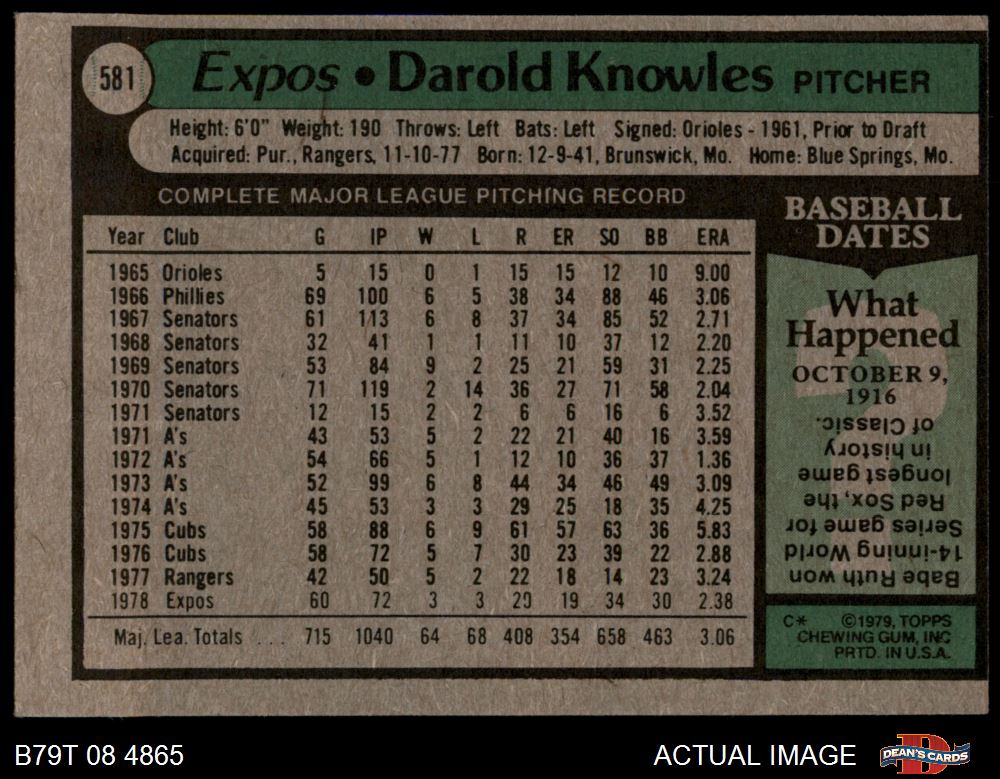 581
Expos • Darold Knowles PITCHER
Height: 6'0" Weight: 190 Throws: Left Bats: Left Signed: Orioles - 1961, Prior to Draft
Acquired: Pur., Rangers, 11-10-77 Born: 12-9-41, Brunswick, Mo. Home: Blue Springs, Mo.
COMPLETE MAJOR LEAGUE PITCHING RECORD
Year Club G IP W L R ER SO BB ERA
1965 Orioles 5 15 0 1 15 15 12 10 9.00
1966 Phillies 69 100 6 5 38 34 88 46 3.06
1967 Senators 61 113 6 8 37 34 85 52 2.71
1968 Senators 32 41 1 1 11 10 37 12 2.20
1969 Senators 53 84 9 2 25 21 59 31 2.25
1970 Senators 71 119 2 14 36 27 71 58 2.04
1971 Senators 12 15 2 2 6 6 16 6 3.52
1971 A's 43 53 5 2 22 21 40 16 3.59
1972 A's 54 66 5 1 12 10 36 37 1.36
1973 A's 52 99 6 8 44 34 46 49 3.09
1974 A's 45 53 3 3 29 25 18 35 4.25
1975 Cubs 58 88 6 9 61 57 63 36 5.83
1976 Cubs 58 72 5 7 30 23 39 22 2.88
1977 Rangers 42 50 5 2 22 18 14 23 3.24
1978 Expos 60 72 3 3 20 19 34 30 2.38
Maj. Lea. Totals ... 715 1040 64 68 408 354 658 463 3.06
BASEBALL
DATES
What
Happened
OCTOBER 9,
1916
Babe Ruth won
14-inning World
Series game for
Red Sox, the
longest game
in history
of Classic.
C* ©1979, TOPPS
CHEWING GUM, INC
PRTD. IN U.S.A.
B79T 08 4865
ACTUAL IMAGE
DEAN'S CARDS